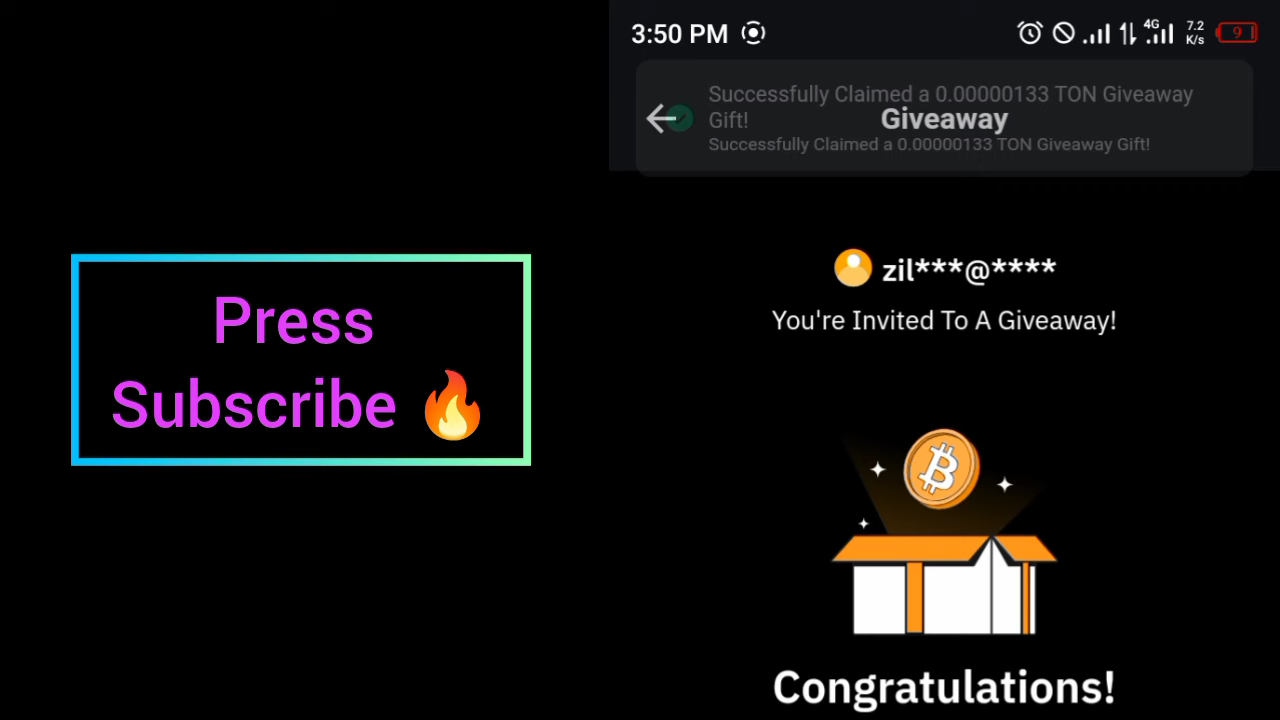 3:50 PM
4G
7.2
K/s
9
Successfully Claimed a 0.00000133 TON Giveaway
Gift!
Giveaway
Successfully Claimed a 0.00000133 TON Giveaway Gift!
zil***@****
You're Invited To A Giveaway!
Press
Subscribe 🔥
Congratulations!